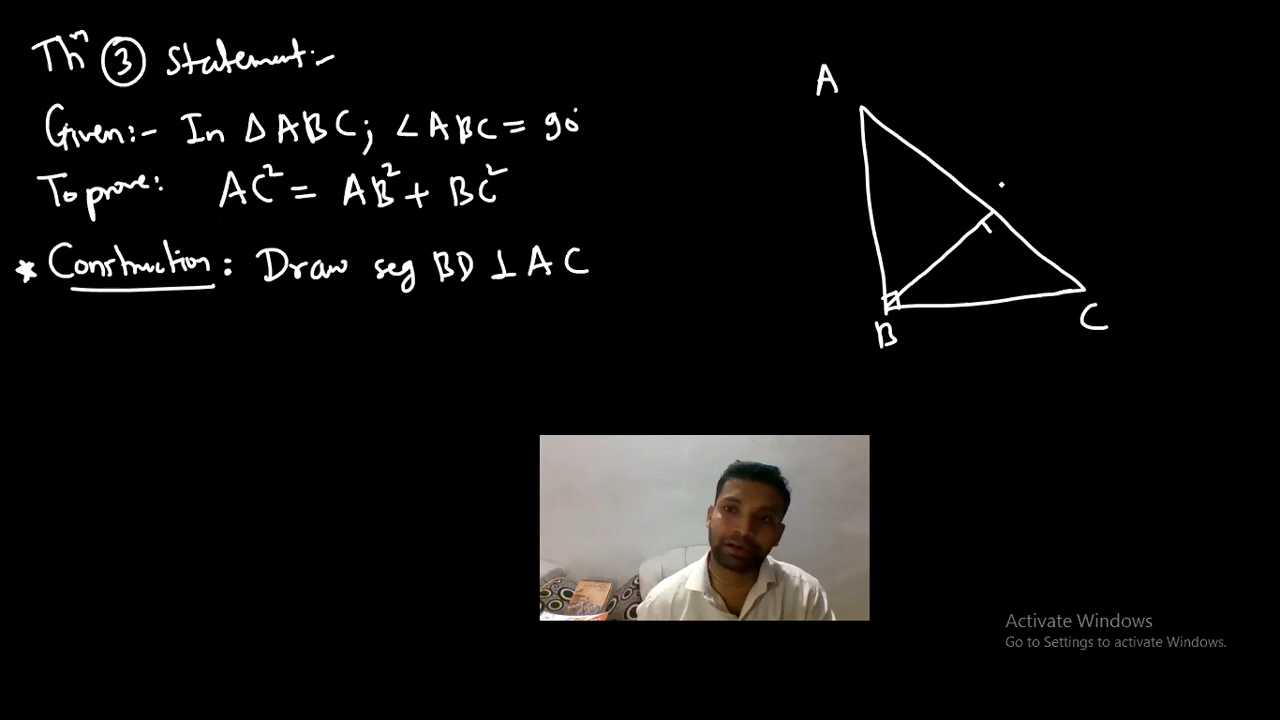 Thm ③ Statement:-
Given:- In ΔABC; ∠ABC = 90°
To prove: AC² = AB² + BC²
* Construction: Draw seg BD ⊥ AC
A
B
C
Activate Windows
Go to Settings to activate Windows.